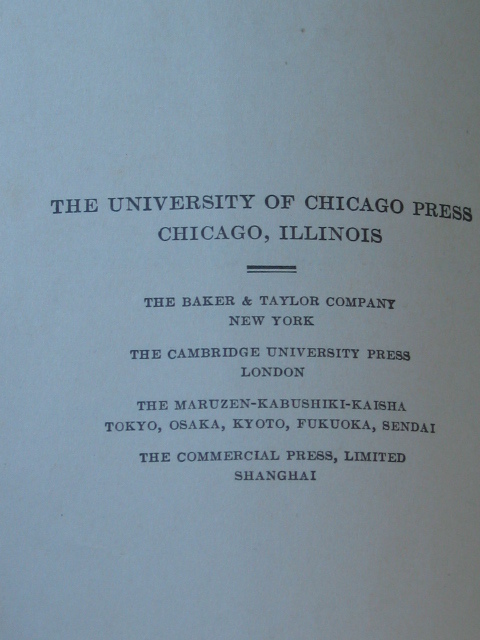 THE UNIVERSITY OF CHICAGO PRESS
CHICAGO, ILLINOIS
THE BAKER & TAYLOR COMPANY
NEW YORK
THE CAMBRIDGE UNIVERSITY PRESS
LONDON
THE MARUZEN-KABUSHIKI-KAISHA
TOKYO, OSAKA, KYOTO, FUKUOKA, SENDAI
THE COMMERCIAL PRESS, LIMITED
SHANGHAI